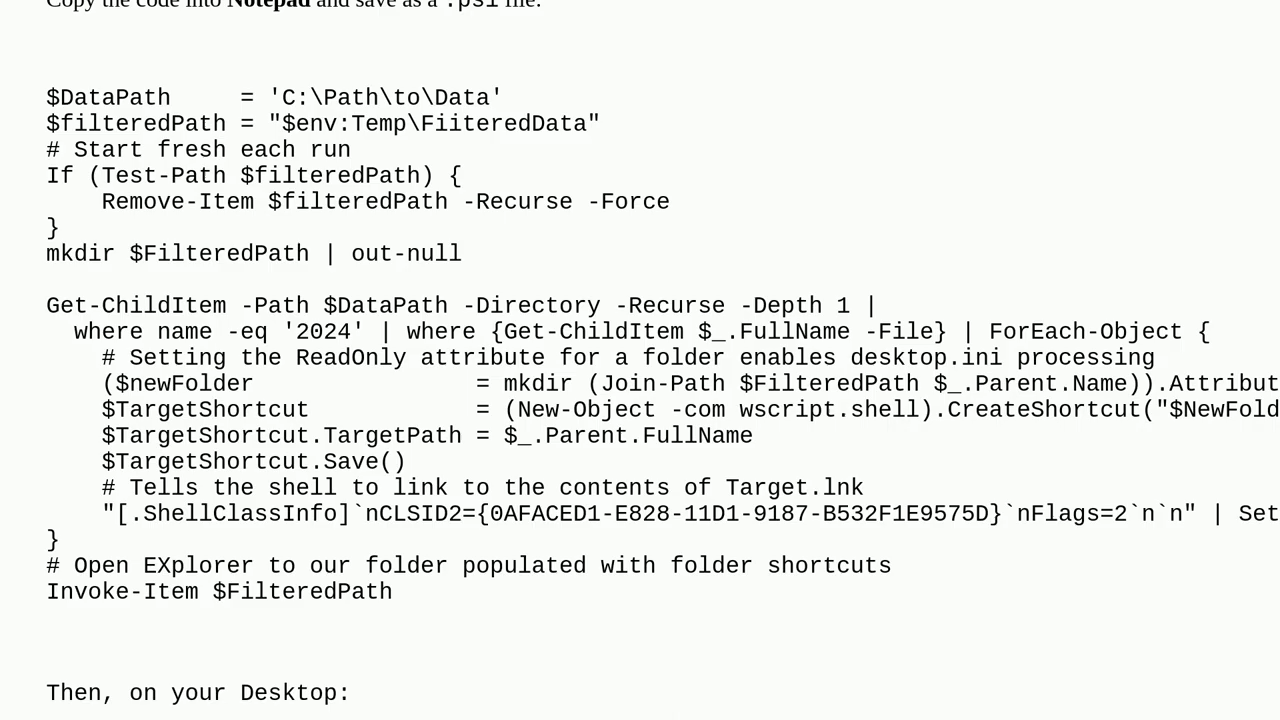 Copy the code into Notepad and save as a .ps1 file.
$DataPath     = 'C:\Path\to\Data'
$filteredPath = "$env:Temp\FiiteredData"
# Start fresh each run
If (Test-Path $filteredPath) {
    Remove-Item $filteredPath -Recurse -Force
}
mkdir $FilteredPath | out-null
Get-ChildItem -Path $DataPath -Directory -Recurse -Depth 1 |
  where name -eq '2024' | where {Get-ChildItem $_.FullName -File} | ForEach-Object {
    # Setting the ReadOnly attribute for a folder enables desktop.ini processing
    ($newFolder                = mkdir (Join-Path $FilteredPath $_.Parent.Name)).Attribut
    $TargetShortcut            = (New-Object -com wscript.shell).CreateShortcut("$NewFold
    $TargetShortcut.TargetPath = $_.Parent.FullName
    $TargetShortcut.Save()
    # Tells the shell to link to the contents of Target.lnk
    "[.ShellClassInfo]`nCLSID2={0AFACED1-E828-11D1-9187-B532F1E9575D}`nFlags=2`n`n" | Set
}
# Open EXplorer to our folder populated with folder shortcuts
Invoke-Item $FilteredPath
Then, on your Desktop: